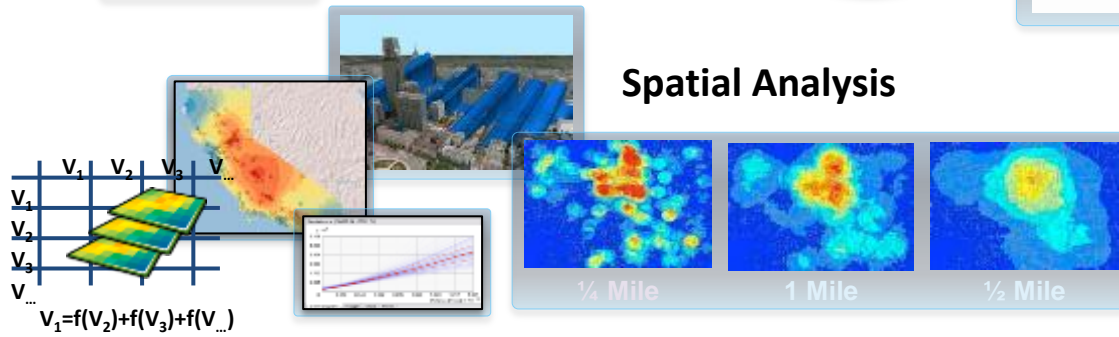 Spatial Analysis
V1 V2 V3 V...
V1
V2
V3
V...
V1=f(V2)+f(V3)+f(V...)
¼ Mile
1 Mile
½ Mile